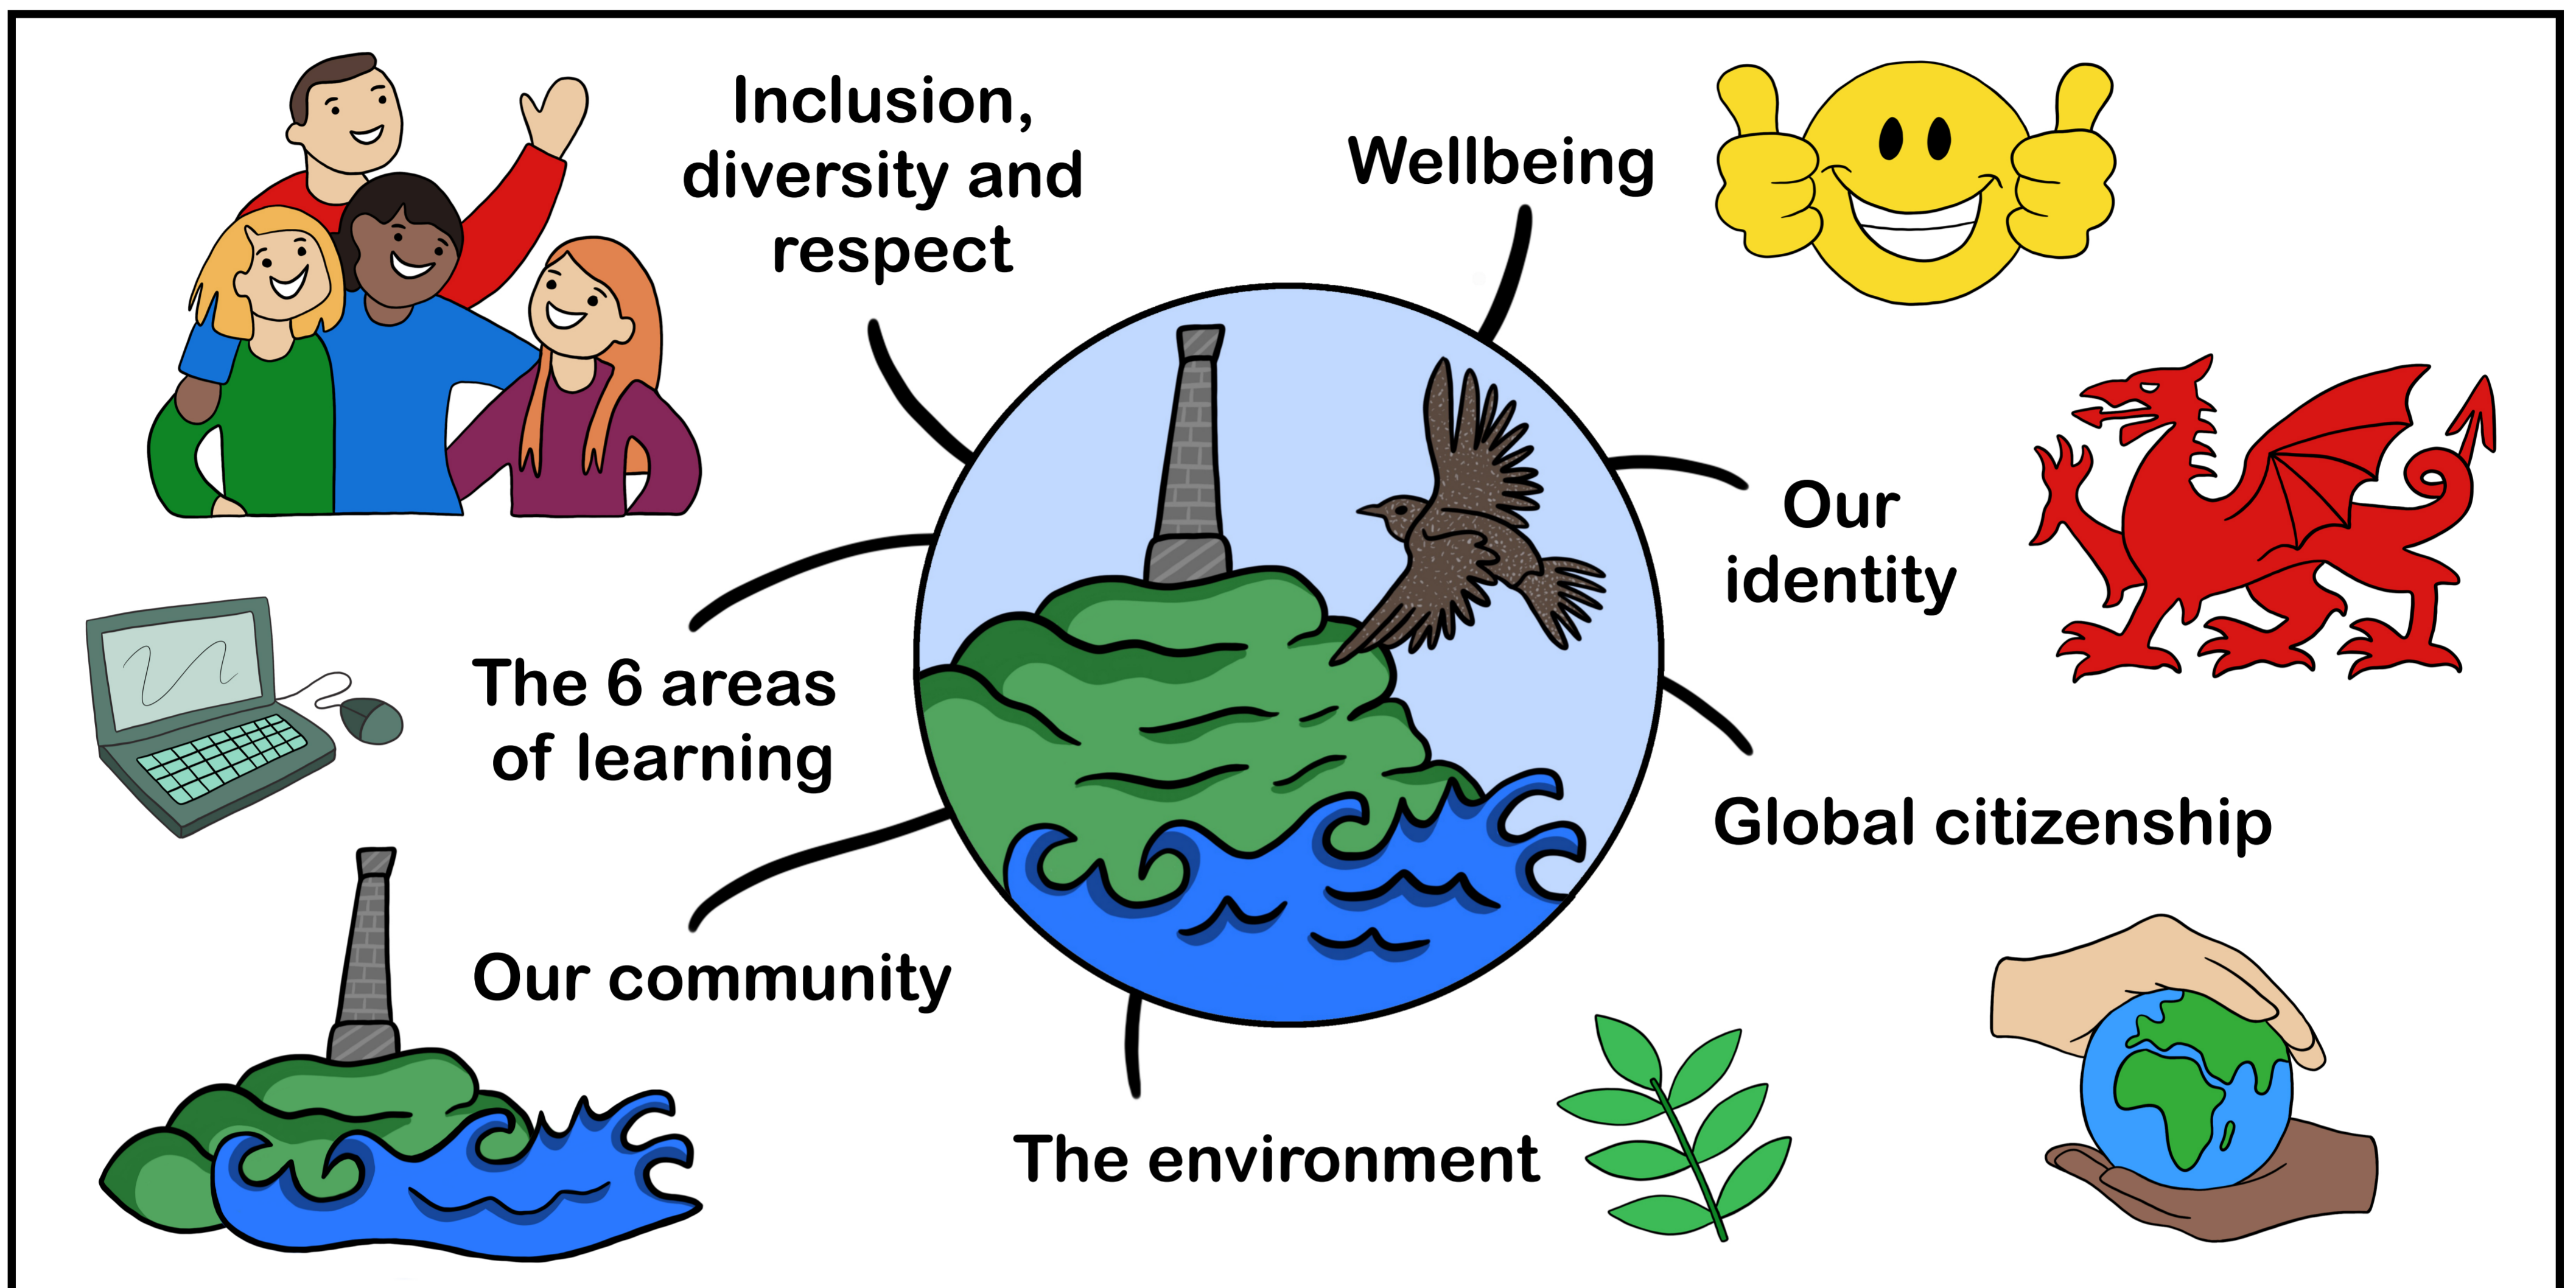 Inclusion,
diversity and
respect
Wellbeing
Our
identity
The 6 areas
of learning
Global citizenship
Our community
The environment